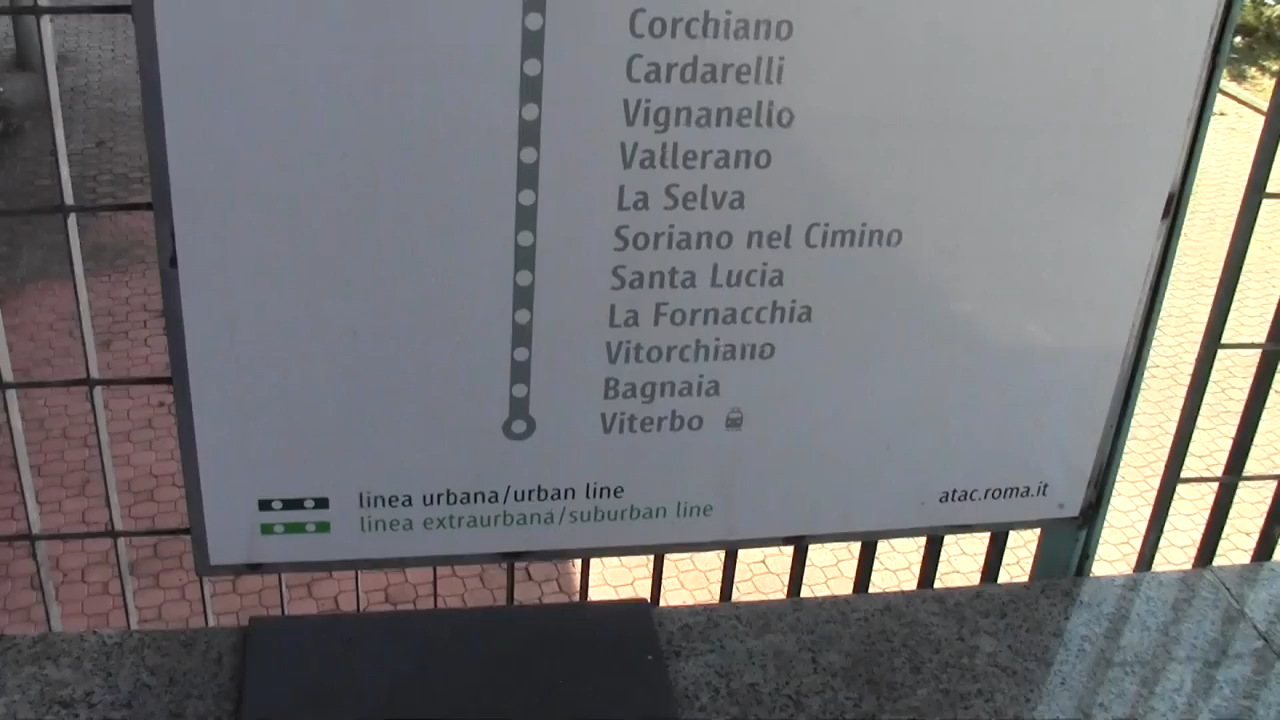 Corchiano
Cardarelli
Vignanello
Vallerano
La Selva
Soriano nel Cimino
Santa Lucia
La Fornacchia
Vitorchiano
Bagnaia
Viterbo
linea urbana/urban line
linea extraurbana/suburban line
atac.roma.it